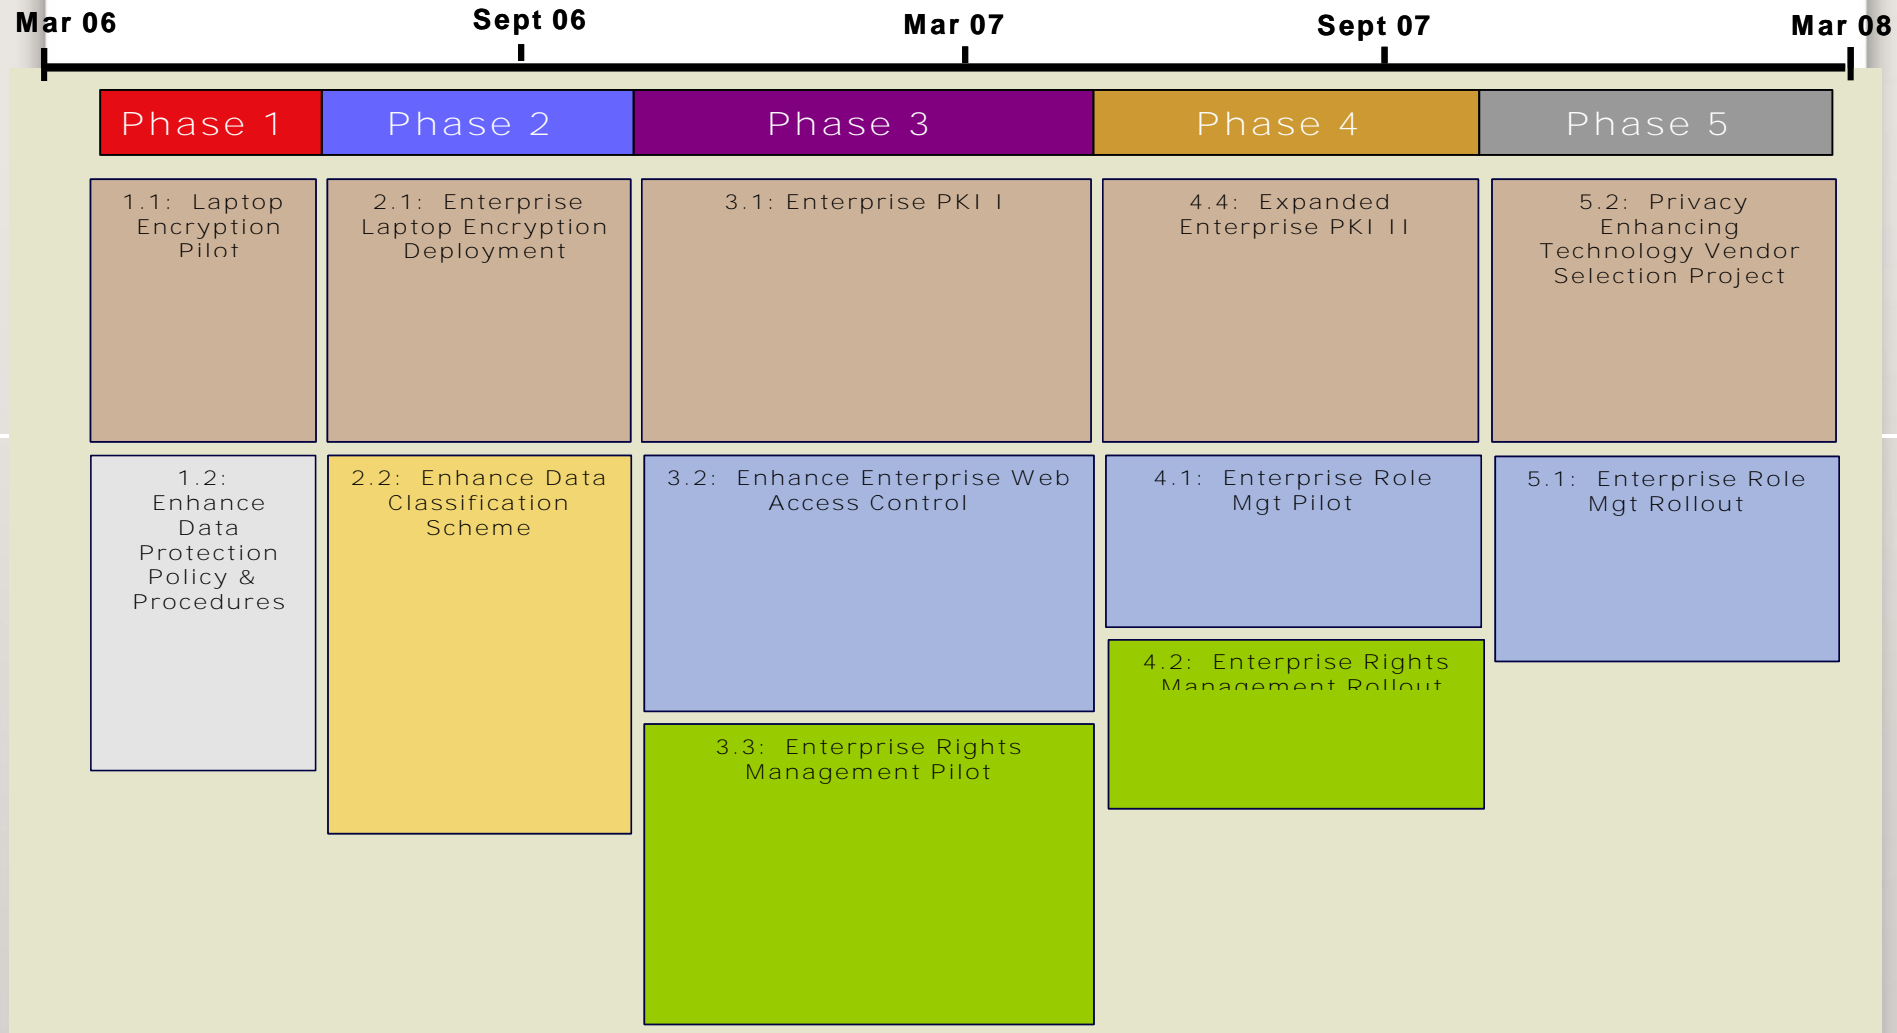 Mar 06
Sept 06
Mar 07
Sept 07
Mar 08
Phase 1
Phase 2
Phase 3
Phase 4
Phase 5
1.1: Laptop
Encryption
Pilot
2.1: Enterprise
Laptop Encryption
Deployment
3.1: Enterprise PKI I
4.4: Expanded
Enterprise PKI II
5.2: Privacy
Enhancing
Technology Vendor
Selection Project
1.2:
Enhance
Data
Protection
Policy &
Procedures
2.2: Enhance Data
Classification
Scheme
3.2: Enhance Enterprise Web
Access Control
4.1: Enterprise Role
Mgt Pilot
5.1: Enterprise Role
Mgt Rollout
4.2: Enterprise Rights
Management Rollout
3.3: Enterprise Rights
Management Pilot